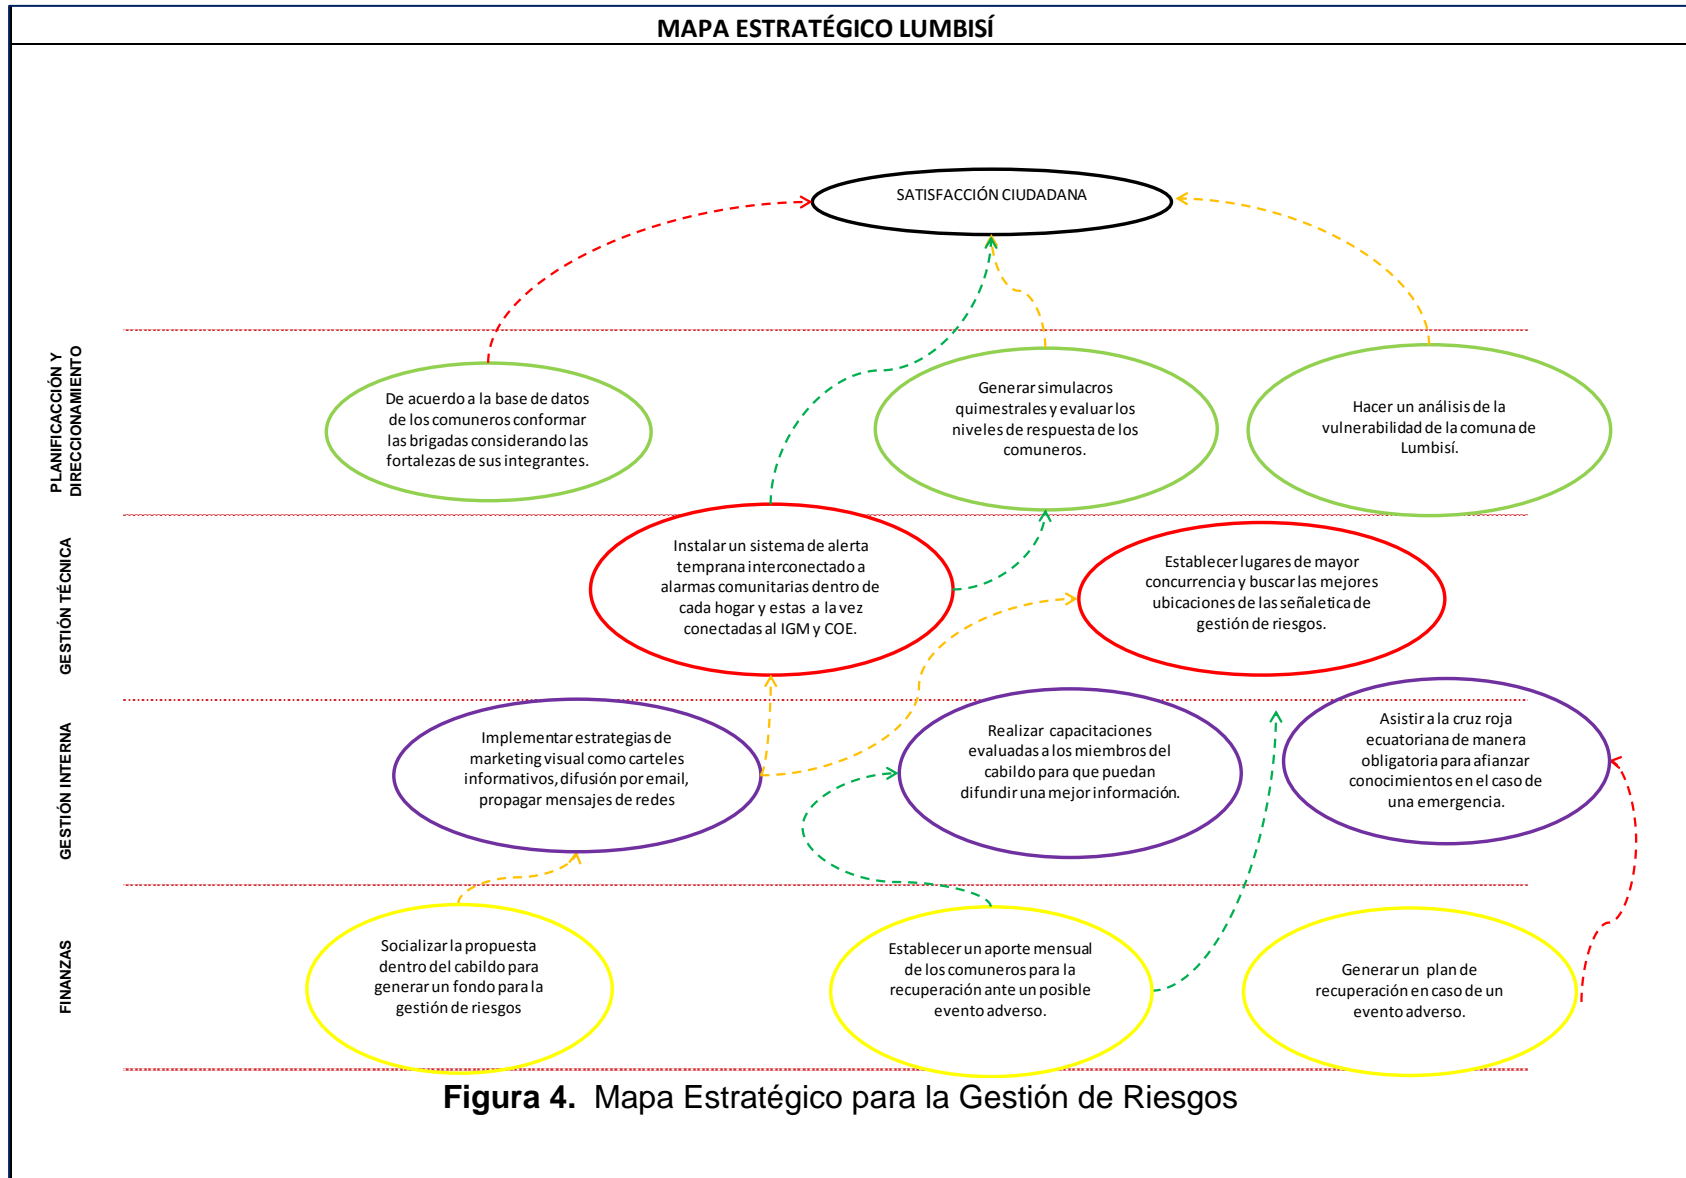 MAPA ESTRATÉGICO LUMBISÍ
SATISFACCIÓN CIUDADANA
PLANIFICACCIÓN Y
DIRECCIONAMIENTO
De acuerdo a la base de datos
de los comuneros conformar
las brigadas considerando las
fortalezas de sus integrantes.
Generar simulacros
quimestrales y evaluar los
niveles de respuesta de los
comuneros.
Hacer un análisis de la
vulnerabilidad de la comuna de
Lumbisí.
GESTIÓN TÉCNICA
Instalar un sistema de alerta
temprana interconectado a
alarmas comunitarias dentro de
cada hogar y estas a la vez
conectadas al IGM y COE.
Establecer lugares de mayor
concurrencia y buscar las mejores
ubicaciones de las señaletica de
gestión de riesgos.
GESTIÓN INTERNA
Implementar estrategias de
marketing visual como carteles
informativos, difusión por email,
propagar mensajes de redes
Realizar capacitaciones
evaluadas a los miembros del
cabildo para que puedan
difundir una mejor información.
Asistir a la cruz roja
ecuatoriana de manera
obligatoria para afianzar
conocimientos en el caso de
una emergencia.
FINANZAS
Socializar la propuesta
dentro del cabildo para
generar un fondo para la
gestión de riesgos
Establecer un aporte mensual
de los comuneros para la
recuperación ante un posible
evento adverso.
Generar un plan de
recuperación en caso de un
evento adverso.
Figura 4. Mapa Estratégico para la Gestión de Riesgos